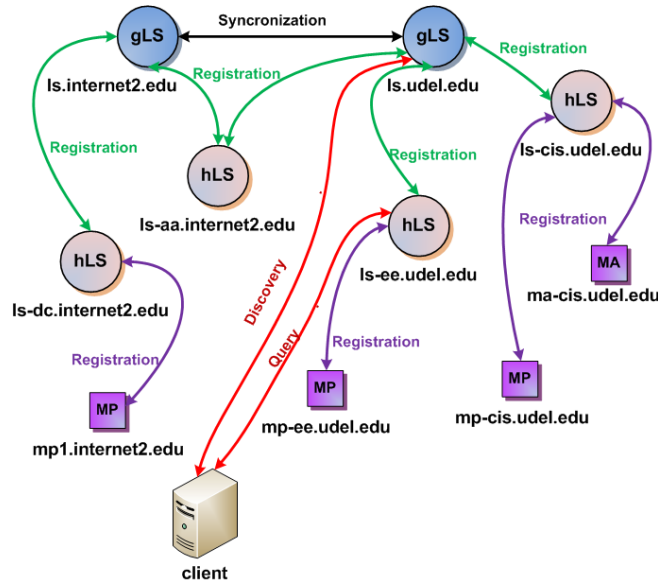 Syncronization
gLS
gLS
ls.internet2.edu
Registration
Registration
ls.udel.edu
hLS
ls-cis.udel.edu
Registration
Registration
hLS
ls-aa.internet2.edu
Registration
hLS
ls-ee.udel.edu
MA
ma-cis.udel.edu
hLS
ls-dc.internet2.edu
Discovery
Query
Registration
Registration
MP
mp1.internet2.edu
MP
mp-ee.udel.edu
MP
mp-cis.udel.edu
client